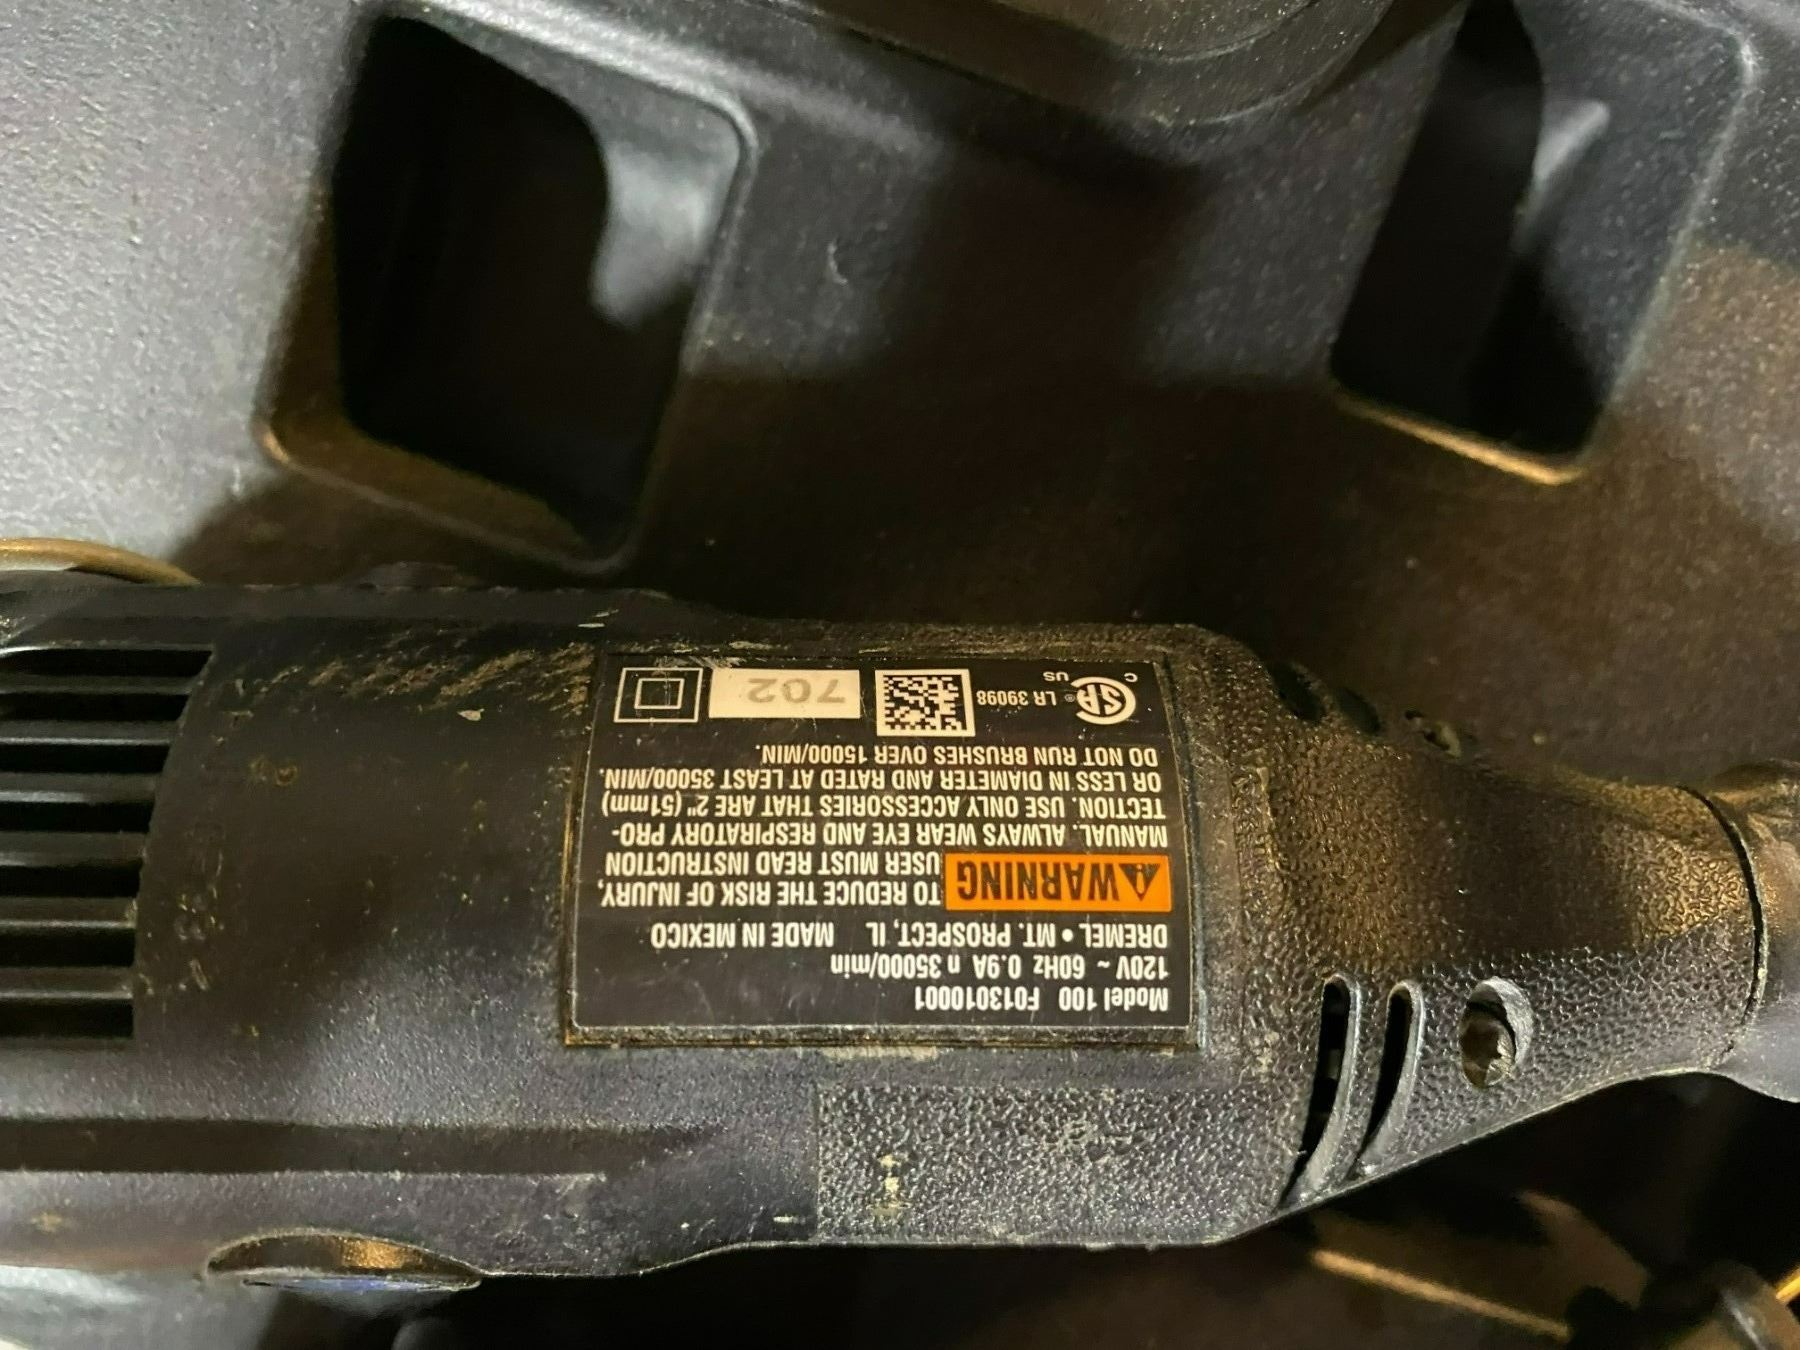 Model 100 F013010001
120V ~ 60Hz 0.9A n 35000/min
DREMEL • MT. PROSPECT, IL MADE IN MEXICO
⚠WARNING TO REDUCE THE RISK OF INJURY,
USER MUST READ INSTRUCTION
MANUAL. ALWAYS WEAR EYE AND RESPIRATORY PRO-
TECTION. USE ONLY ACCESSORIES THAT ARE 2" (51mm)
OR LESS IN DIAMETER AND RATED AT LEAST 35000/MIN.
DO NOT RUN BRUSHES OVER 15000/MIN.
SA ® LR 39098 702
C US